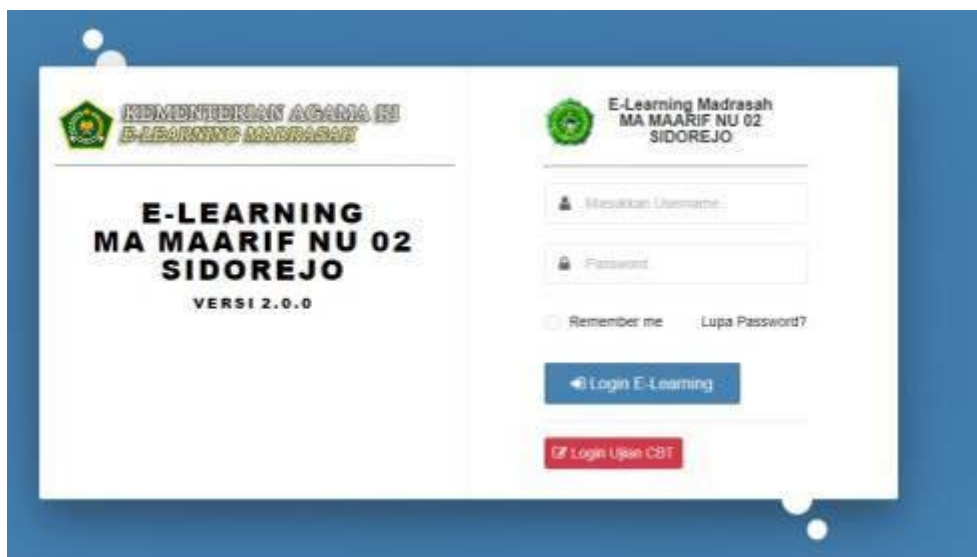 KEMENTERIAN AGAMA RI
E-LEARNING MADRASAH
E-LEARNING
MA MAARIF NU 02
SIDOREJO
VERSI 2.0.0
E-Learning Madrasah
MA MAARIF NU 02
SIDOREJO
Masukkan Username
Password
Remember me Lupa Password?
Login E-Learning
Login Ujian CBT